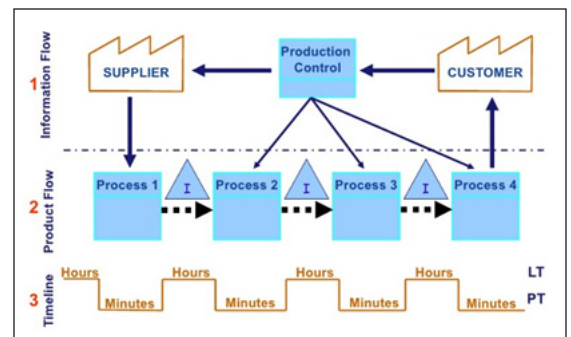 Information Flow
1
SUPPLIER
Production
Control
CUSTOMER
Product Flow
2
Process 1
I
Process 2
I
Process 3
I
Process 4
Timeline
3
Hours
Minutes
Hours
Minutes
Hours
Minutes
Hours
Minutes
LT
PT